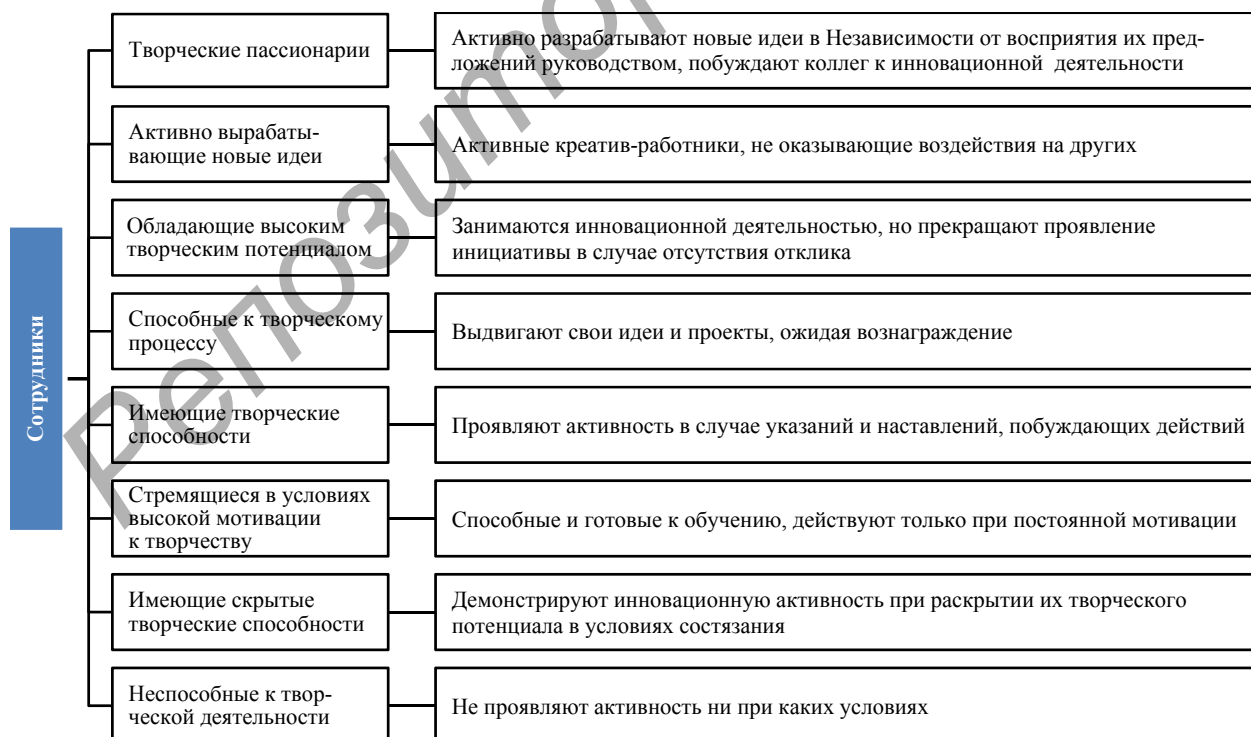 Творческие пассионарии
Активно разрабатывают новые идеи в Независимости от восприятия их пред-
ложений руководством, побуждают коллег к инновационной деятельности
Активно вырабаты-
вающие новые идеи
Активные креатив-работники, не оказывающие воздействия на других
Обладающие высоким
творческим потенциалом
Занимаются инновационной деятельностью, но прекращают проявление
инициативы в случае отсутствия отклика
Способные к творческому
процессу
Выдвигают свои идеи и проекты, ожидая вознаграждение
Сотрудники
Имеющие творческие
способности
Проявляют активность в случае указаний и наставлений, побуждающих действий
Стремящиеся в условиях
высокой мотивации
к творчеству
Способные и готовые к обучению, действуют только при постоянной мотивации
Имеющие скрытые
творческие способности
Демонстрируют инновационную активность при раскрытии их творческого
потенциала в условиях состязания
Неспособные к твор-
ческой деятельности
Не проявляют активность ни при каких условиях
Репозитор